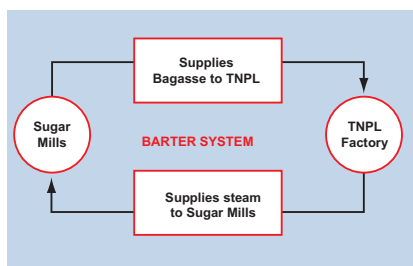 Supplies
Bagasse to TNPL
Sugar
Mills
BARTER SYSTEM
TNPL
Factory
Supplies steam
to Sugar Mills